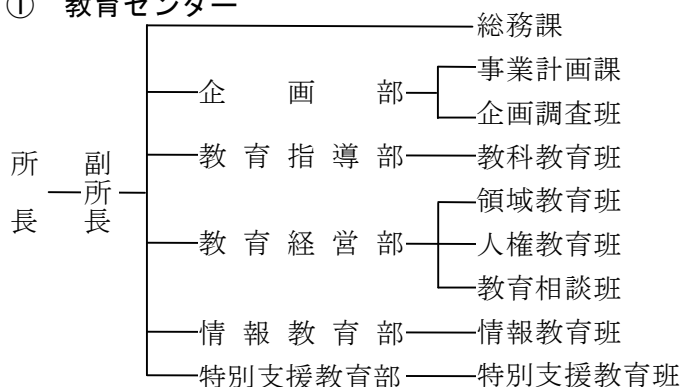 ① 教育センター
総務課
企画部
事業計画課
企画調査班
所長
副所長
教育指導部
教科教育班
教育経営部
領域教育班
人権教育班
教育相談班
情報教育部
情報教育班
特別支援教育部
特別支援教育班